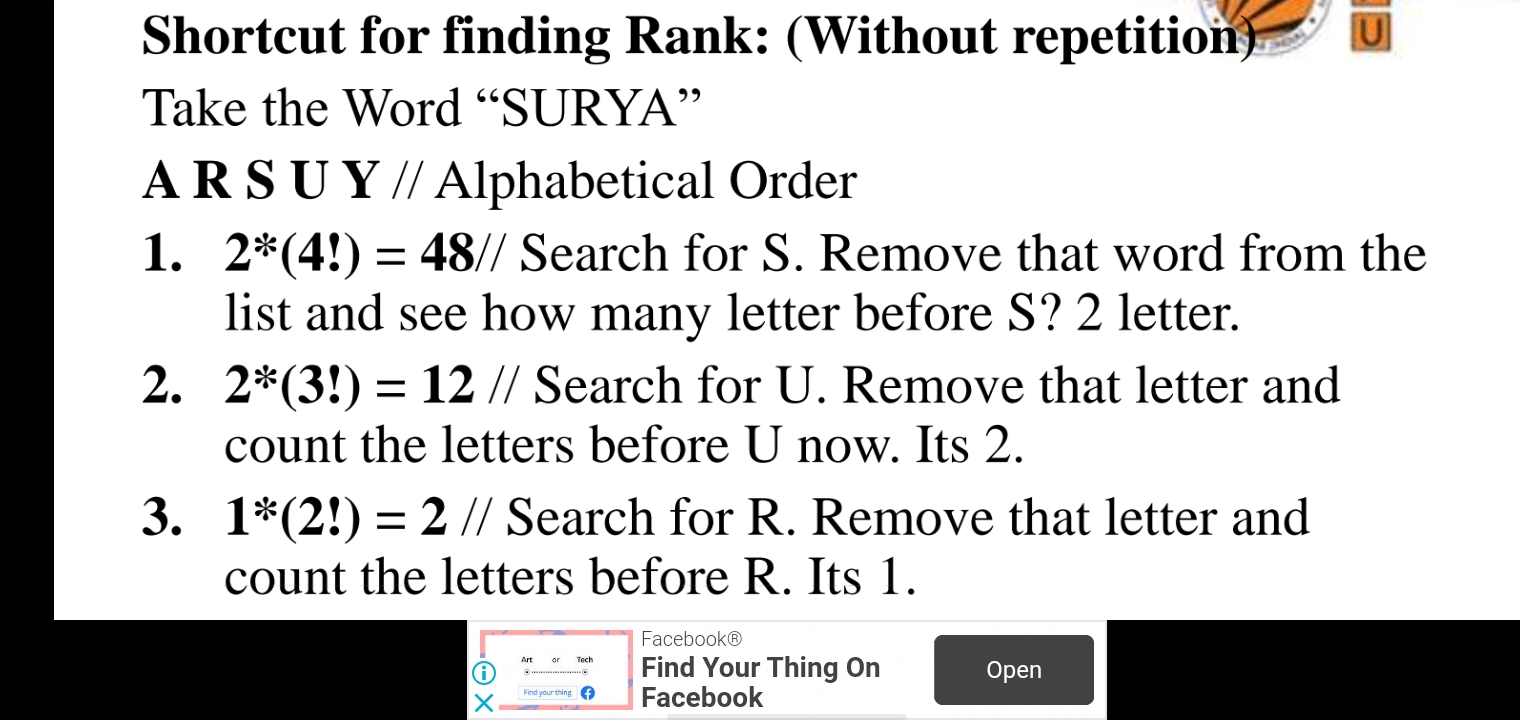 Shortcut for finding Rank: (Without repetition)
U
Take the Word “SURYA”
A R S U Y // Alphabetical Order
1. 2*(4!) = 48// Search for S. Remove that word from the
list and see how many letter before S? 2 letter.
2. 2*(3!) = 12 // Search for U. Remove that letter and
count the letters before U now. Its 2.
3. 1*(2!) = 2 // Search for R. Remove that letter and
count the letters before R. Its 1.
Facebook®
Art or Tech
Find Your Thing On
Facebook
Find your thing
Open